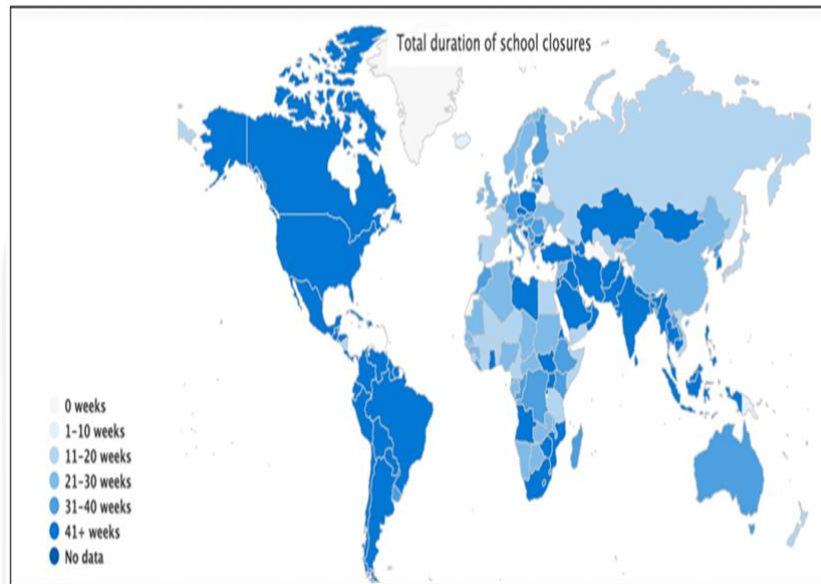 Total duration of school closures
0 weeks
1–10 weeks
11–20 weeks
21–30 weeks
31–40 weeks
41+ weeks
No data